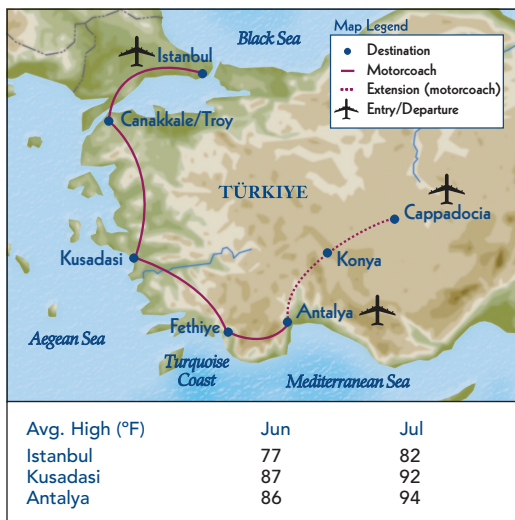 Map Legend
Destination
Motorcoach
Extension (motorcoach)
Entry/Departure
Black Sea
Istanbul
Canakkale/Troy
TÜRKIYE
Cappadocia
Konya
Kusadasi
Antalya
Fethiye
Aegean Sea
Turquoise
Coast
Mediterranean Sea
Avg. High (ºF) Jun Jul
Istanbul 77 82
Kusadasi 87 92
Antalya 86 94